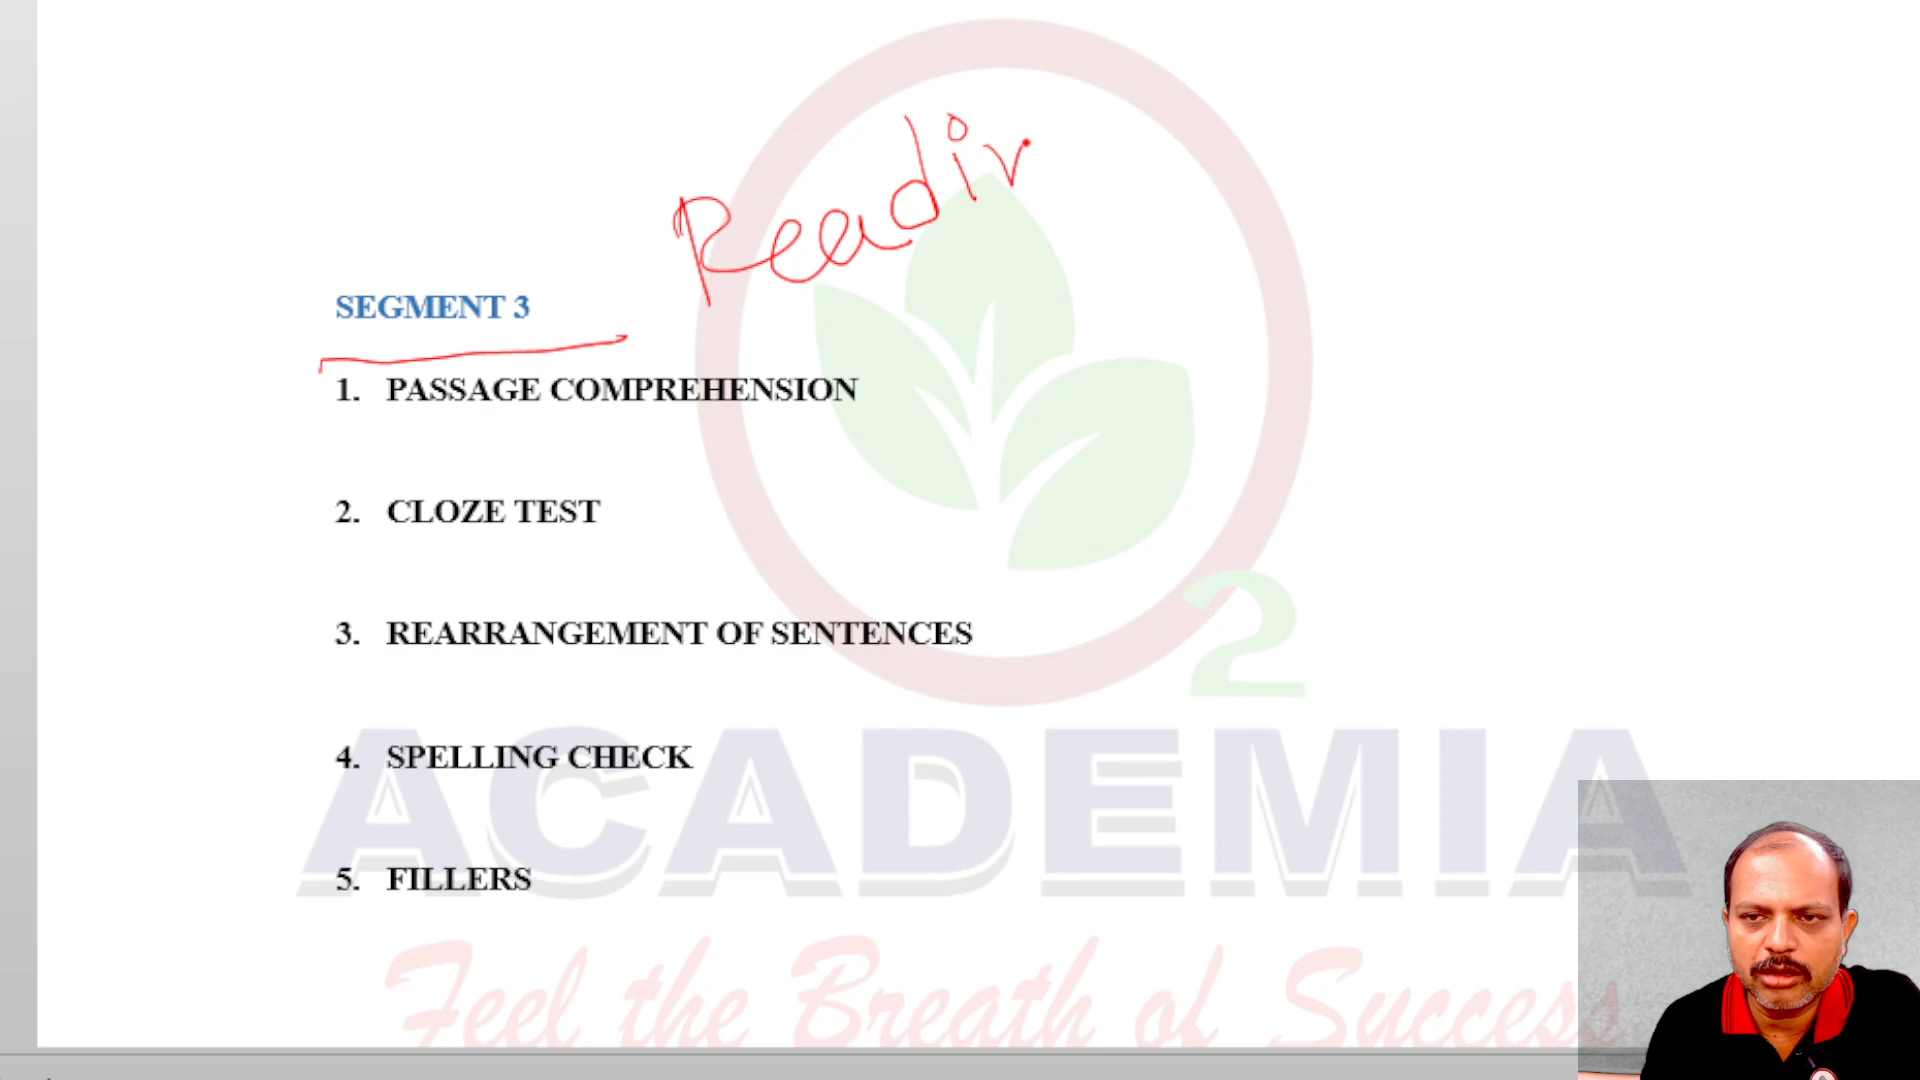 Readin
SEGMENT 3
1. PASSAGE COMPREHENSION
2. CLOZE TEST
3. REARRANGEMENT OF SENTENCES
4. SPELLING CHECK
5. FILLERS
2
ACADEMIA
Feel the Breath of Success